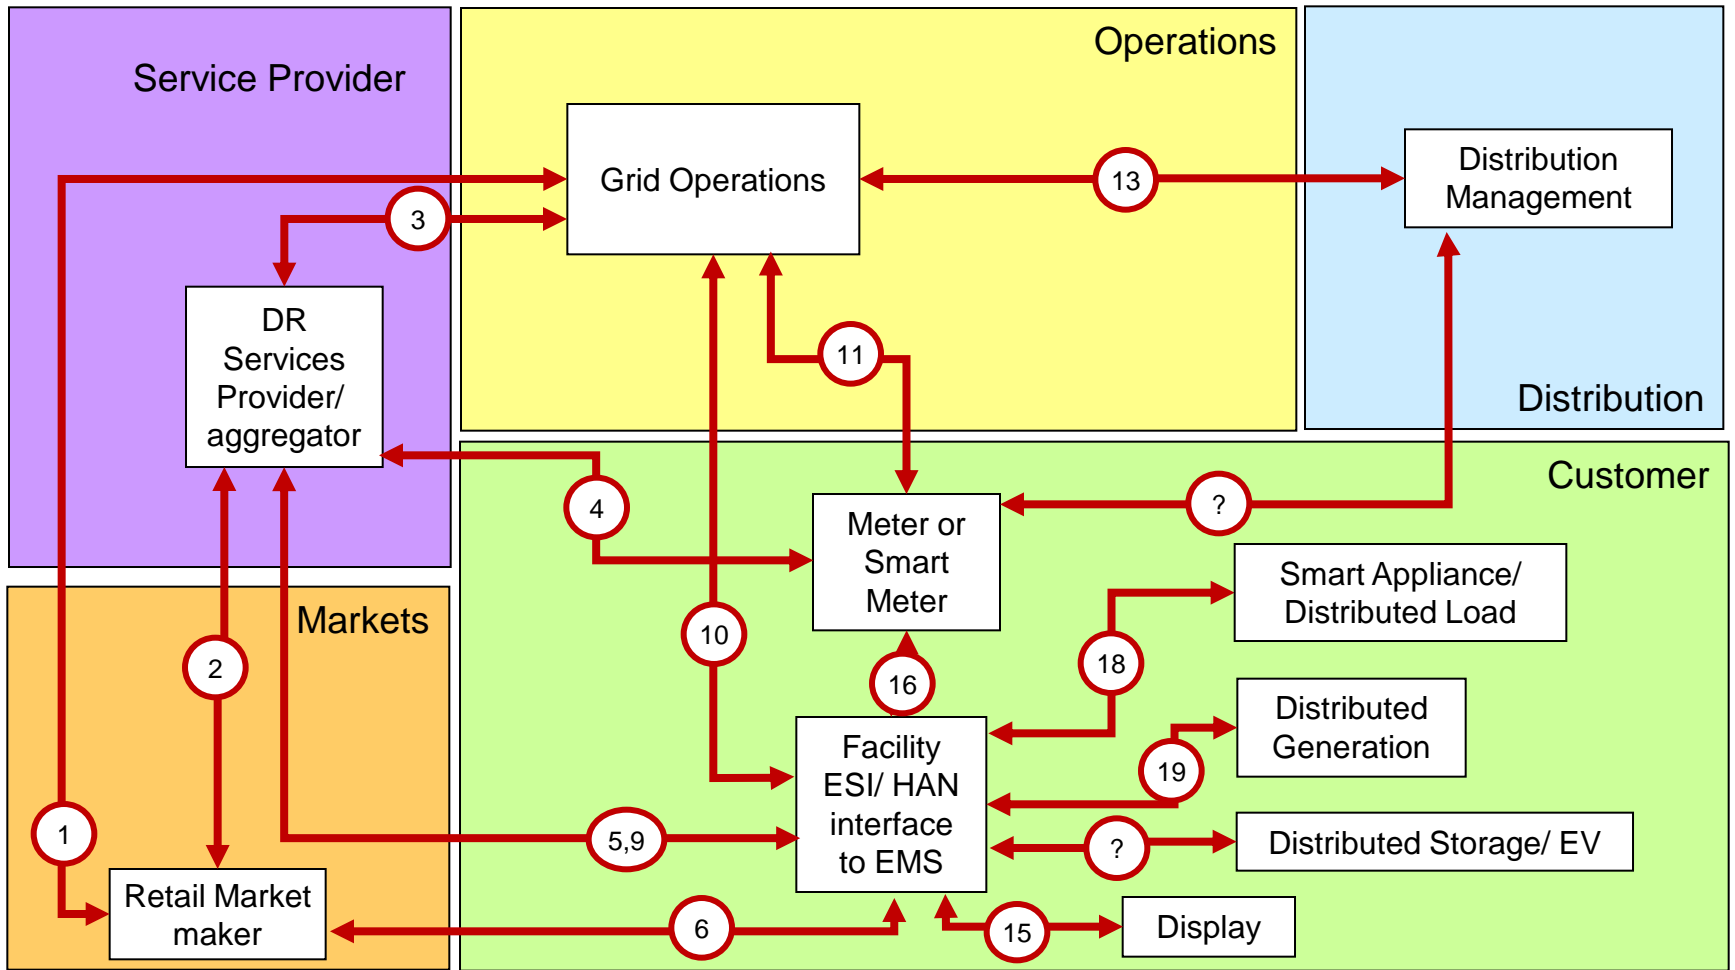 Service Provider
Operations
Grid Operations
Distribution
Management
13
3
DR
Services
Provider/
aggregator
11
Distribution
Customer
4
Meter or
Smart
Meter
?
Smart Appliance/
Distributed Load
Markets
2
10
16
18
Distributed
Generation
19
Facility
ESI/ HAN
interface
to EMS
1
5,9
?
Distributed Storage/ EV
Retail Market
maker
6
15
Display